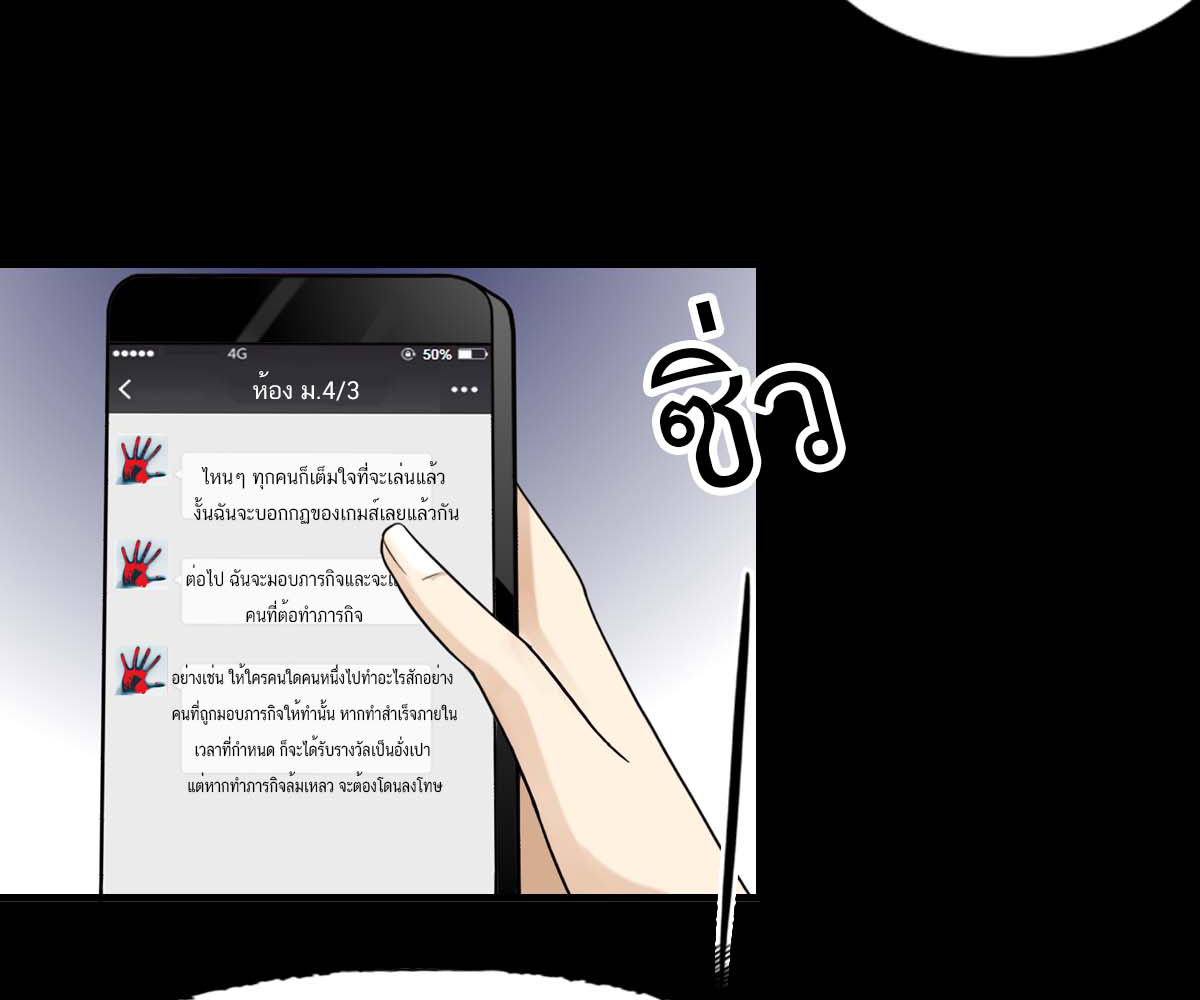 4G 50%
ห้อง ม.4/3
ซิ่ว
ไหนๆ ทุกคนก็เต็มใจที่จะเล่นแล้ว
งั้นฉันจะบอกกฏของเกมส์เลยแล้วกัน
ต่อไป ฉันจะมอบภารกิจและจะ
คนที่ต้อทำภารกิจ
อย่างเช่น ให้ใครคนใดคนหนึ่งไปทำอะไรสักอย่าง
คนที่ถูกมอบภารกิจให้ทำนั้น หากทำสำเร็จภายใน
เวลาที่กำหนด ก็จะได้รับรางวัลเป็นอั่งเปา
แต่หากทำภารกิจล้มเหลว จะต้องโดนลงโทษ